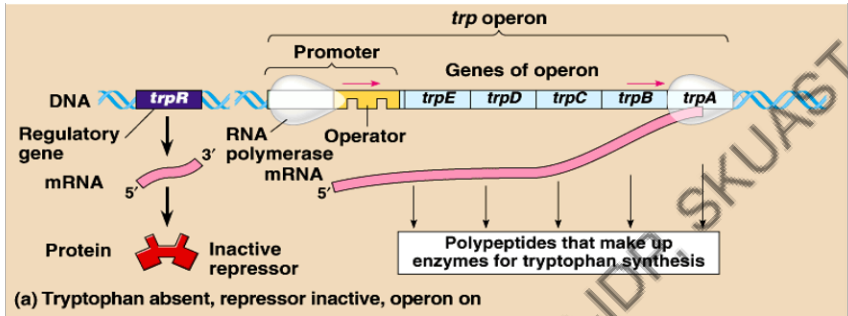 trp operon
Promoter
Genes of operon
DNA
trpR
trpE
trpD
trpC
trpB
trpA
Regulatory
gene
RNA
polymerase
Operator
mRNA
3′
5′
mRNA
5′
Protein
Inactive
repressor
Polypeptides that make up
enzymes for tryptophan synthesis
(a) Tryptophan absent, repressor inactive, operon on
IDP, SKUAST